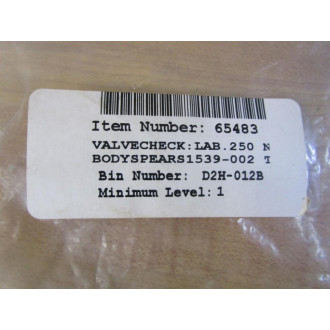 Item Number: 65483
VALVECHECK:LAB.250 N
BODYSPEARS1539-002 T
Bin Number: D2H-012B
Minimum Level: 1